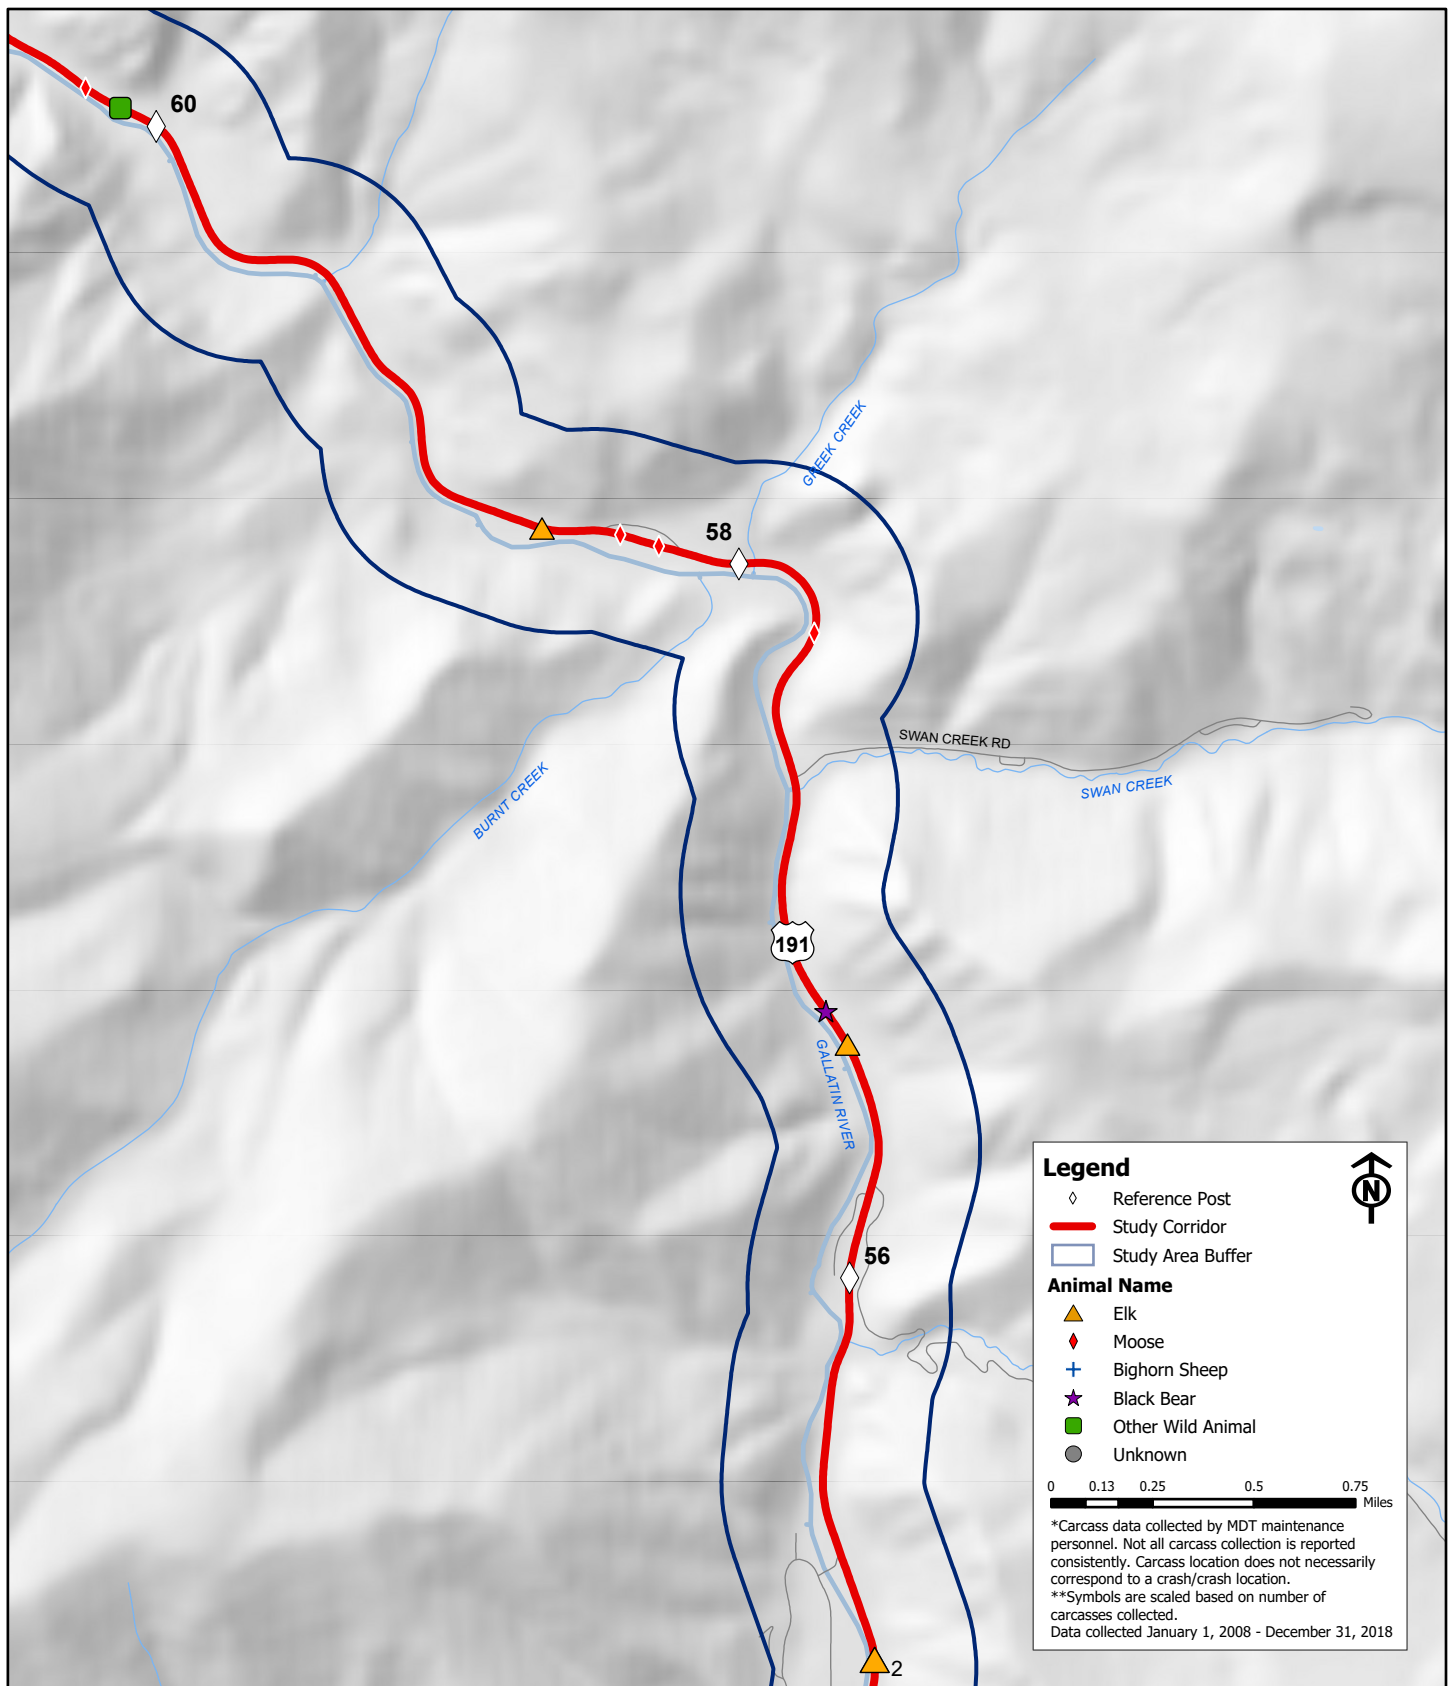 60
GREEK CREEK
58
SWAN CREEK RD
SWAN CREEK
BURNT CREEK
191
GALLATIN RIVER
56
2
Legend
N
Reference Post
Study Corridor
Study Area Buffer
Animal Name
Elk
Moose
Bighorn Sheep
Black Bear
Other Wild Animal
Unknown
0 0.13 0.25 0.5 0.75
Miles
*Carcass data collected by MDT maintenance
personnel. Not all carcass collection is reported
consistently. Carcass location does not necessarily
correspond to a crash/crash location.
**Symbols are scaled based on number of
carcasses collected.
Data collected January 1, 2008 - December 31, 2018